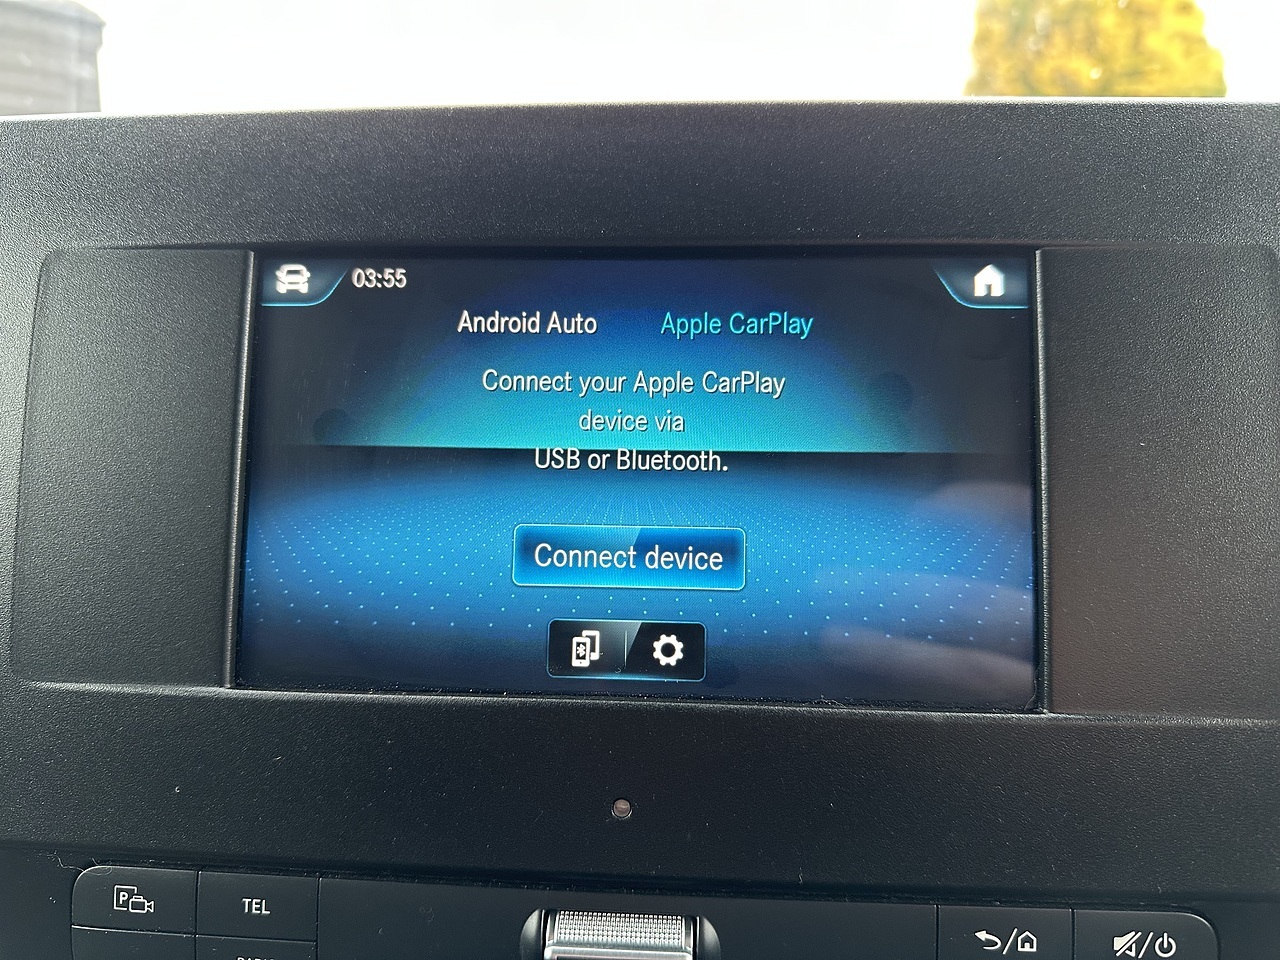 03:55
Android Auto Apple CarPlay
Connect your Apple CarPlay
device via
USB or Bluetooth.
Connect device
P
TEL